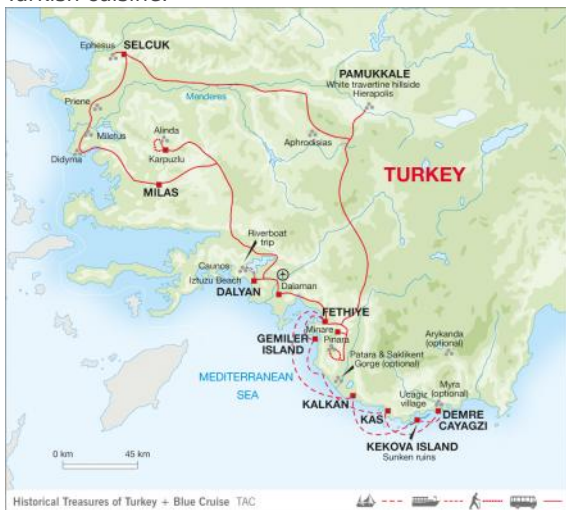 Turkish cuisine.
Ephesus
SELCUK
PAMUKKALE
White travertine hillside
Hierapolis
Priene
Menderes
Miletus
Alinda
Aphrodisias
Didyma
Karpuzlu
TURKEY
MILAS
Riverboat
trip
Caunos
Iztuzu Beach
Dalaman
DALYAN
FETHIYE
GEMILER
ISLAND
Minare
Pinara
Arykanda
(optional)
Patara & Saklikent
Gorge (optional)
MEDITERRANEAN
SEA
Ucagiz
village
Myra
(optional)
KALKAN
KAS
DEMRE
CAYAGZI
KEKOVA ISLAND
Sunken ruins
0 km 45 km
Historical Treasures of Turkey + Blue Cruise TAC